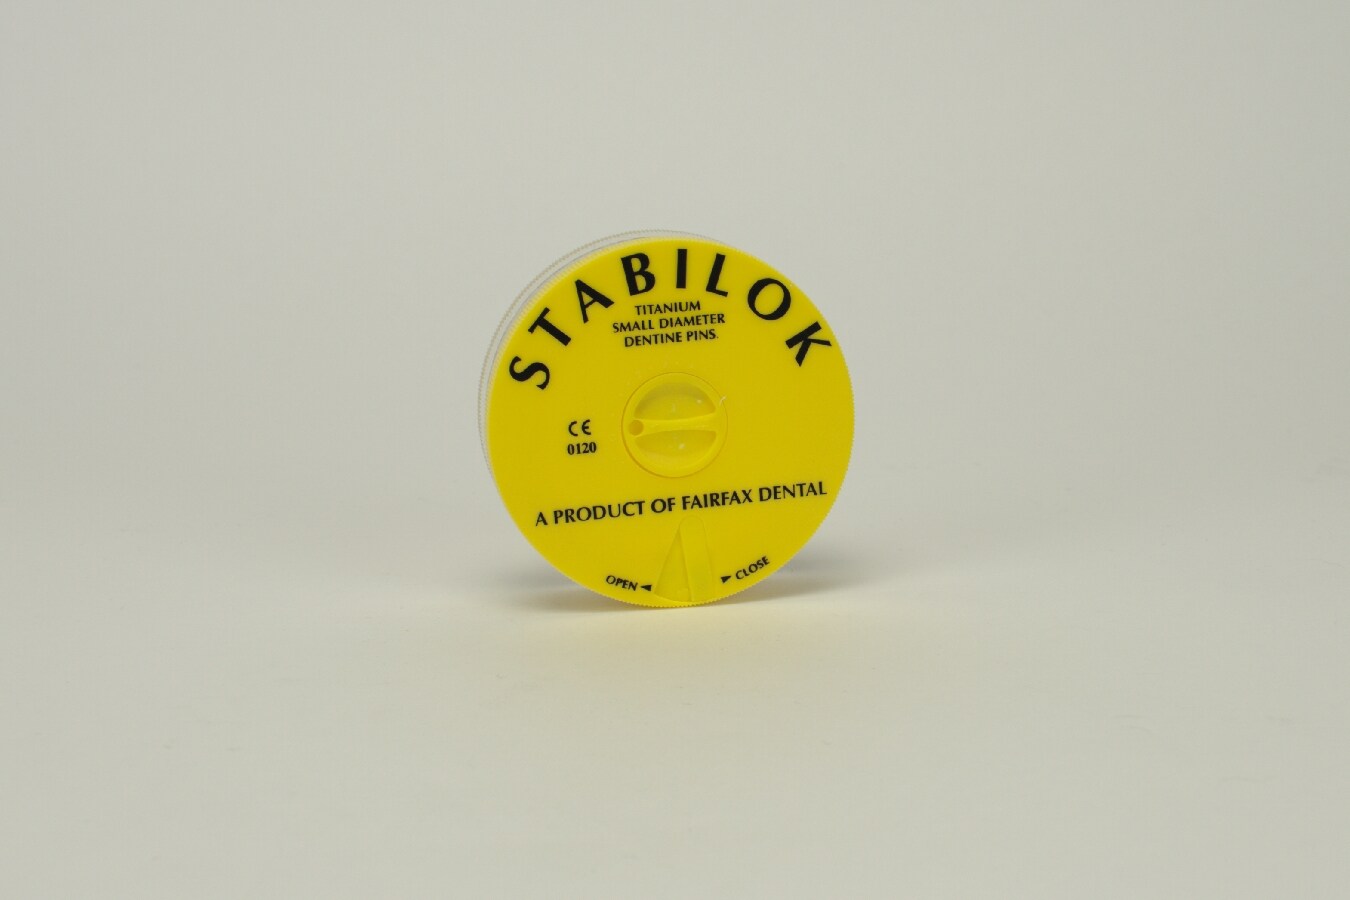 STABILOK
TITANIUM
SMALL DIAMETER
DENTINE PINS.
CE
0120
A PRODUCT OF FAIRFAX DENTAL
OPEN ◄
► CLOSE